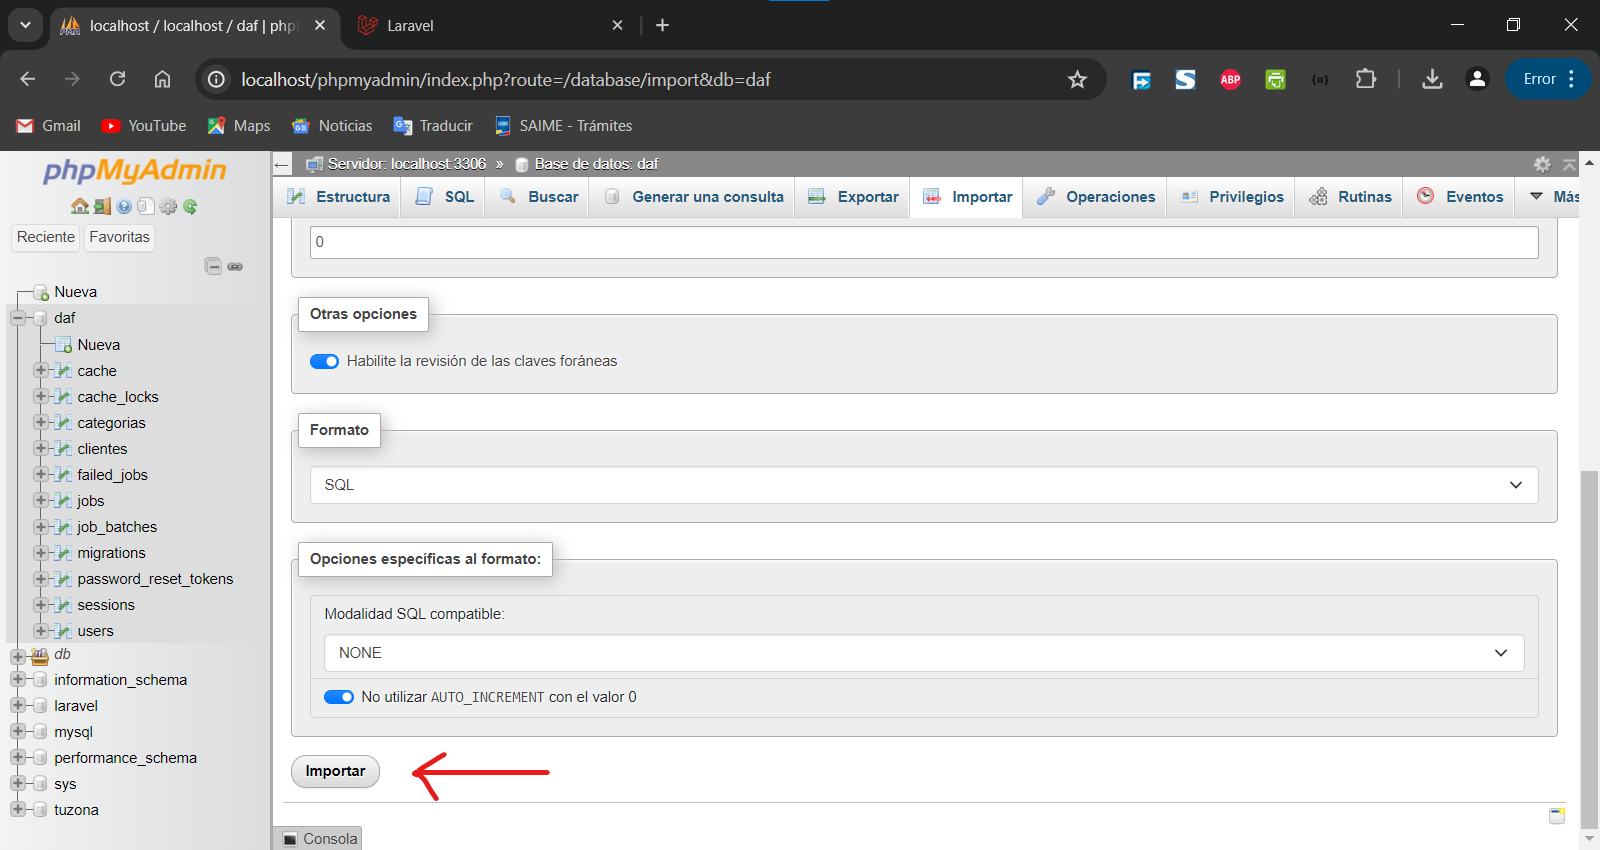 localhost / localhost / daf | php
Laravel
localhost/phpmyadmin/index.php?route=/database/import&db=daf
ABP
Error
Gmail
YouTube
Maps
Noticias
Traducir
SAIME - Trámites
phpMyAdmin
Reciente
Favoritas
Nueva
daf
Nueva
cache
cache_locks
categorias
clientes
failed_jobs
jobs
job_batches
migrations
password_reset_tokens
sessions
users
db
information_schema
laravel
mysql
performance_schema
sys
tuzona
Servidor: localhost:3306 » Base de datos: daf
Estructura
SQL
Buscar
Generar una consulta
Exportar
Importar
Operaciones
Privilegios
Rutinas
Eventos
Más
0
Otras opciones
Habilite la revisión de las claves foráneas
Formato
SQL
Opciones específicas al formato:
Modalidad SQL compatible:
NONE
No utilizar AUTO_INCREMENT con el valor 0
Importar
Consola